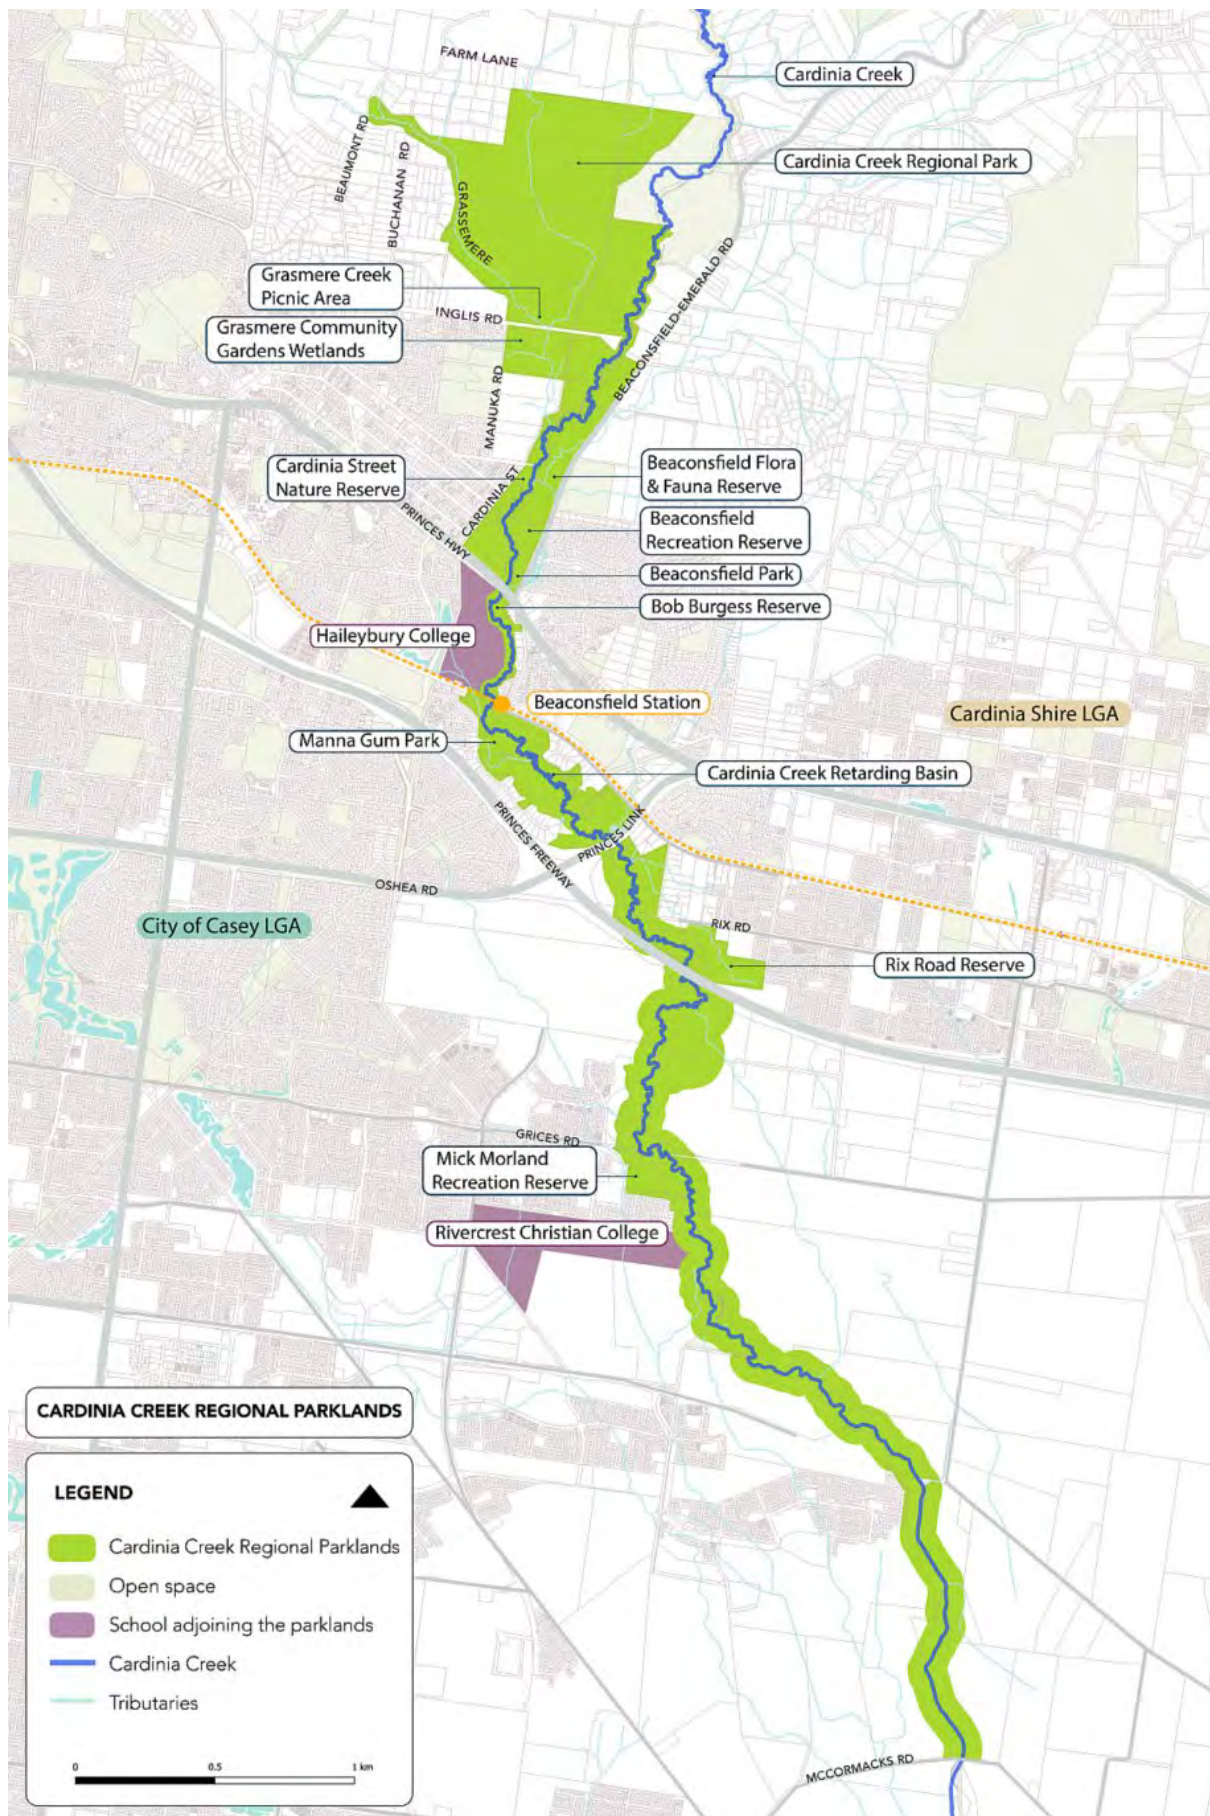 FARM LANE
Cardinia Creek
BEAUMONT RD
BUCHANAN RD
Cardinia Creek Regional Park
GRASSEMERE
Grasmere Creek
Picnic Area
BEACONSFIELD-EMERALD RD
INGLIS RD
Grasmere Community
Gardens Wetlands
MANUKA RD
Cardinia Street
Nature Reserve
CARDINIA ST
Beaconsfield Flora
& Fauna Reserve
PRINCES HWY
Beaconsfield
Recreation Reserve
Beaconsfield Park
Bob Burgess Reserve
Haileybury College
Beaconsfield Station
Cardinia Shire LGA
Manna Gum Park
Cardinia Creek Retarding Basin
PRINCES LINK
PRINCES FREEWAY
OSHEA RD
City of Casey LGA
RIX RD
Rix Road Reserve
GRICES RD
Mick Morland
Recreation Reserve
Rivercrest Christian College
CARDINIA CREEK REGIONAL PARKLANDS
LEGEND
Cardinia Creek Regional Parklands
Open space
School adjoining the parklands
Cardinia Creek
Tributaries
0 0.5 1 km
MCCORMACKS RD